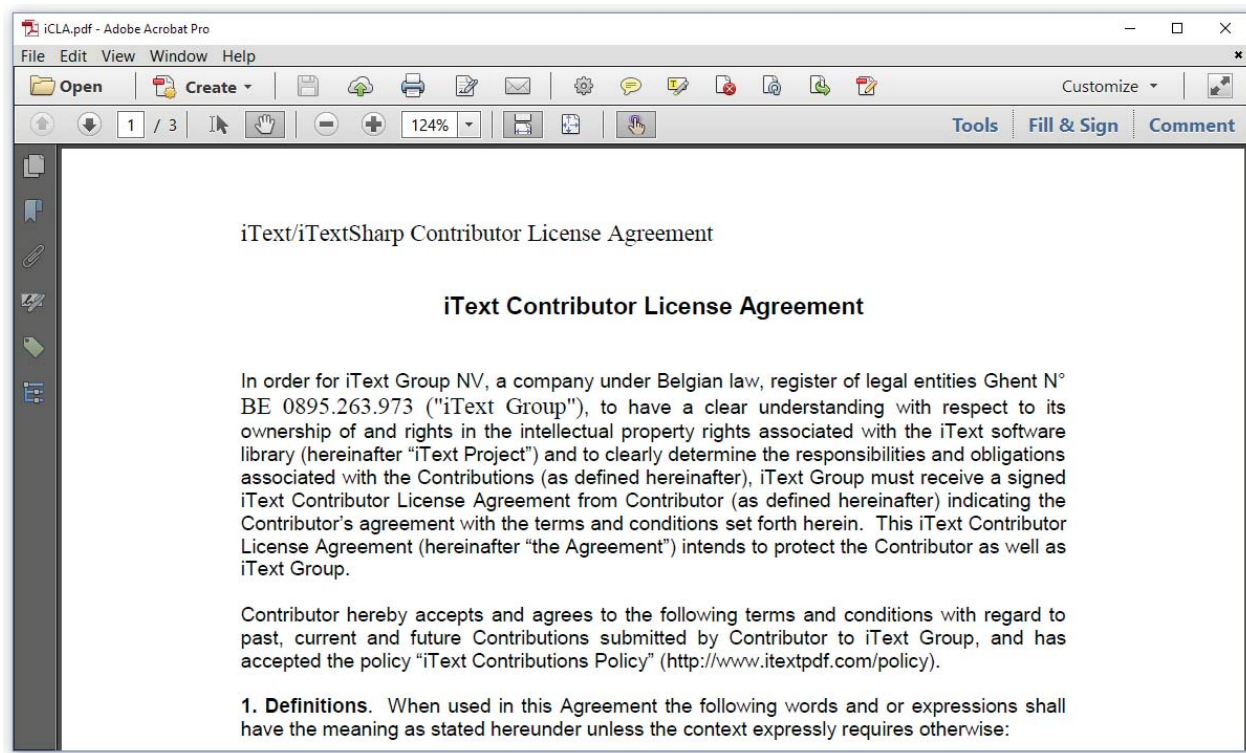 iCLA.pdf - Adobe Acrobat Pro
File Edit View Window Help
Open Create Customize
1 / 3 124% Tools Fill & Sign Comment
iText/iTextSharp Contributor License Agreement
iText Contributor License Agreement
In order for iText Group NV, a company under Belgian law, register of legal entities Ghent N°
BE 0895.263.973 ("iText Group"), to have a clear understanding with respect to its
ownership of and rights in the intellectual property rights associated with the iText software
library (hereinafter “iText Project”) and to clearly determine the responsibilities and obligations
associated with the Contributions (as defined hereinafter), iText Group must receive a signed
iText Contributor License Agreement from Contributor (as defined hereinafter) indicating the
Contributor’s agreement with the terms and conditions set forth herein. This iText Contributor
License Agreement (hereinafter “the Agreement”) intends to protect the Contributor as well as
iText Group.
Contributor hereby accepts and agrees to the following terms and conditions with regard to
past, current and future Contributions submitted by Contributor to iText Group, and has
accepted the policy “iText Contributions Policy” (http://www.itextpdf.com/policy).
1. Definitions. When used in this Agreement the following words and or expressions shall
have the meaning as stated hereunder unless the context expressly requires otherwise: